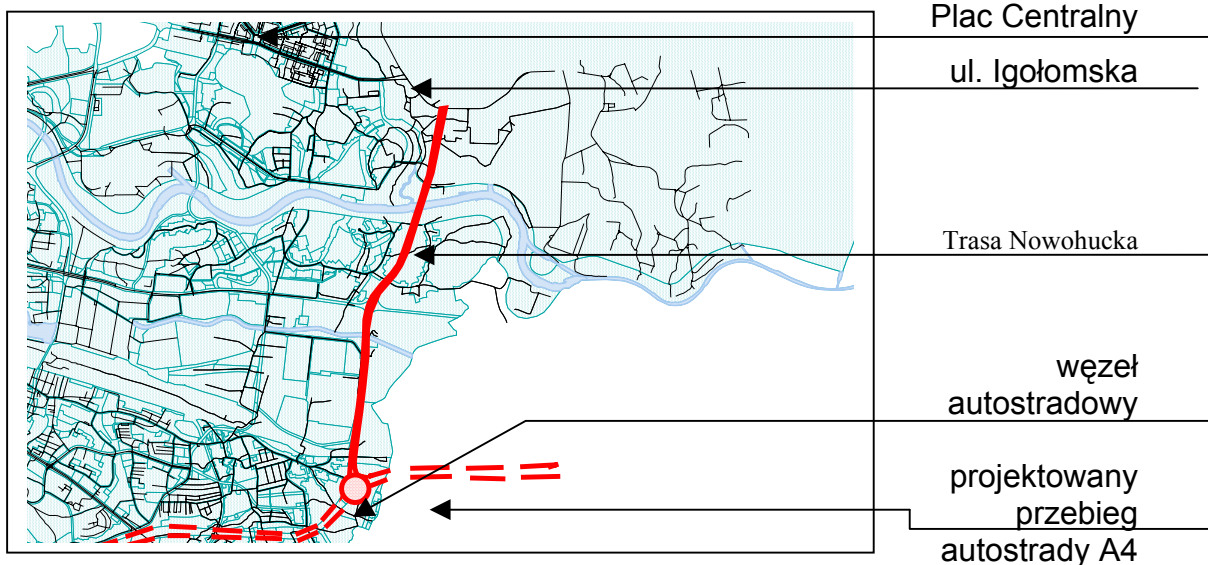 Plac Centralny
ul. Igołomska
Trasa Nowohucka
węzeł
autostradowy
projektowany
przebieg
autostrady A4